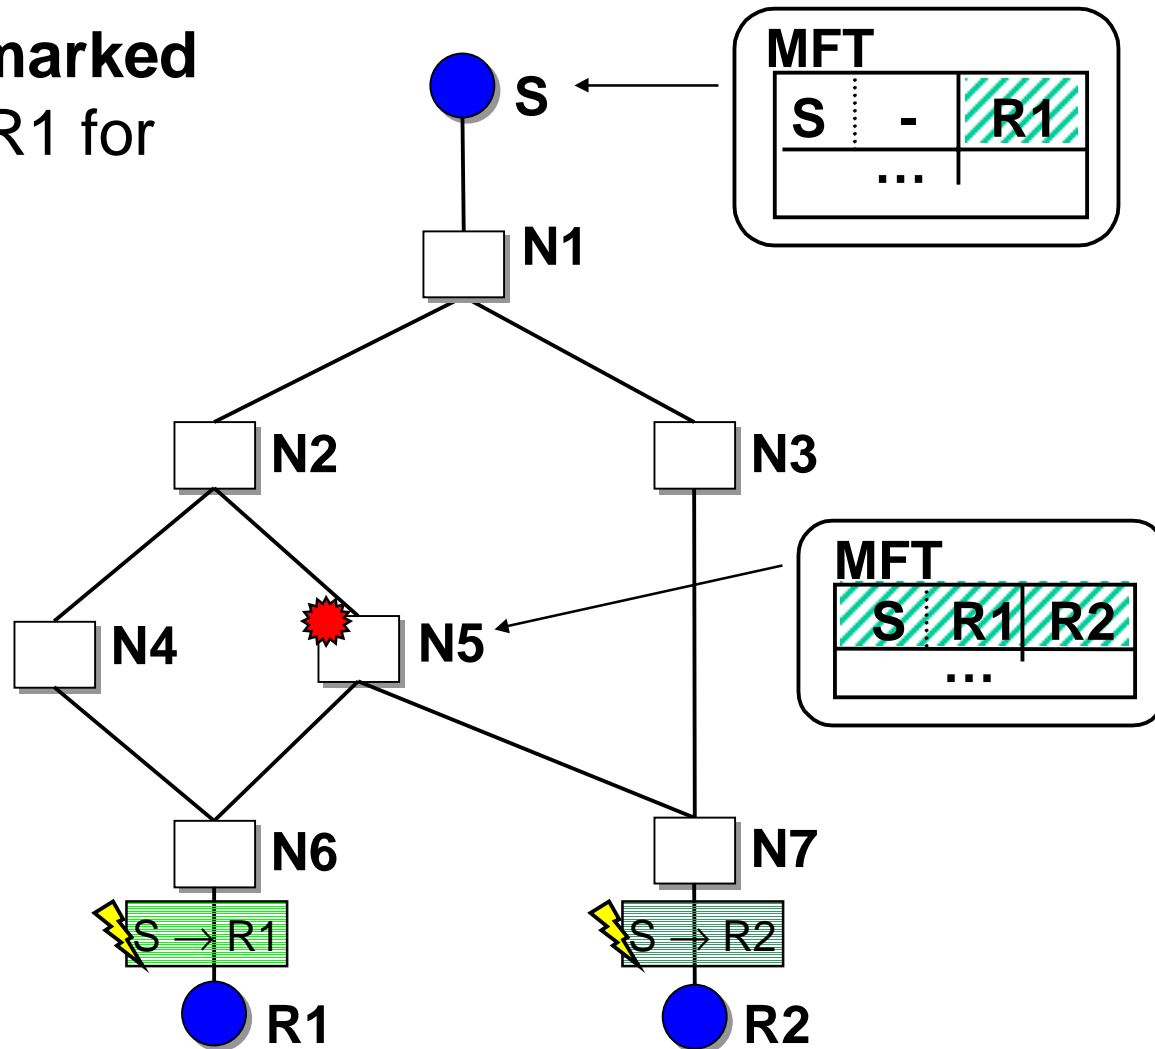 marked
R1 for
S
MFT
S - R1
...
N1
N2
N3
MFT
S R1 R2
...
N4
N5
N6
N7
S → R1
S → R2
R1
R2